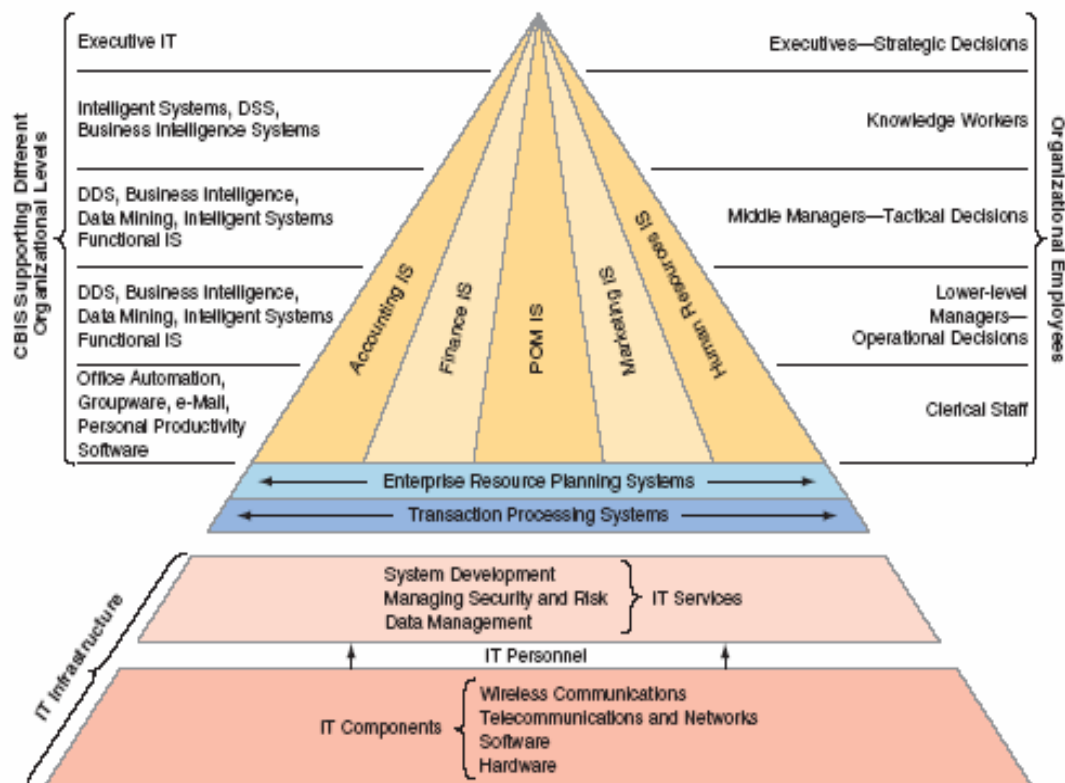 Executive IT
Executives—Strategic Decisions
Intelligent Systems, DSS,
Business Intelligence Systems
Knowledge Workers
DDS, Business Intelligence,
Data Mining, Intelligent Systems
Functional IS
Middle Managers—Tactical Decisions
DDS, Business Intelligence,
Data Mining, Intelligent Systems
Functional IS
Lower-level
Managers—
Operational Decisions
Office Automation,
Groupware, e-Mail,
Personal Productivity
Software
Clerical Staff
CBIS Supporting Different
Organizational Levels
Organizational Employees
Accounting IS
Finance IS
POM IS
Marketing IS
Human Resources IS
Enterprise Resource Planning Systems
Transaction Processing Systems
IT Infrastructure
System Development
Managing Security and Risk
Data Management
IT Services
IT Personnel
IT Components
Wireless Communications
Telecommunications and Networks
Software
Hardware